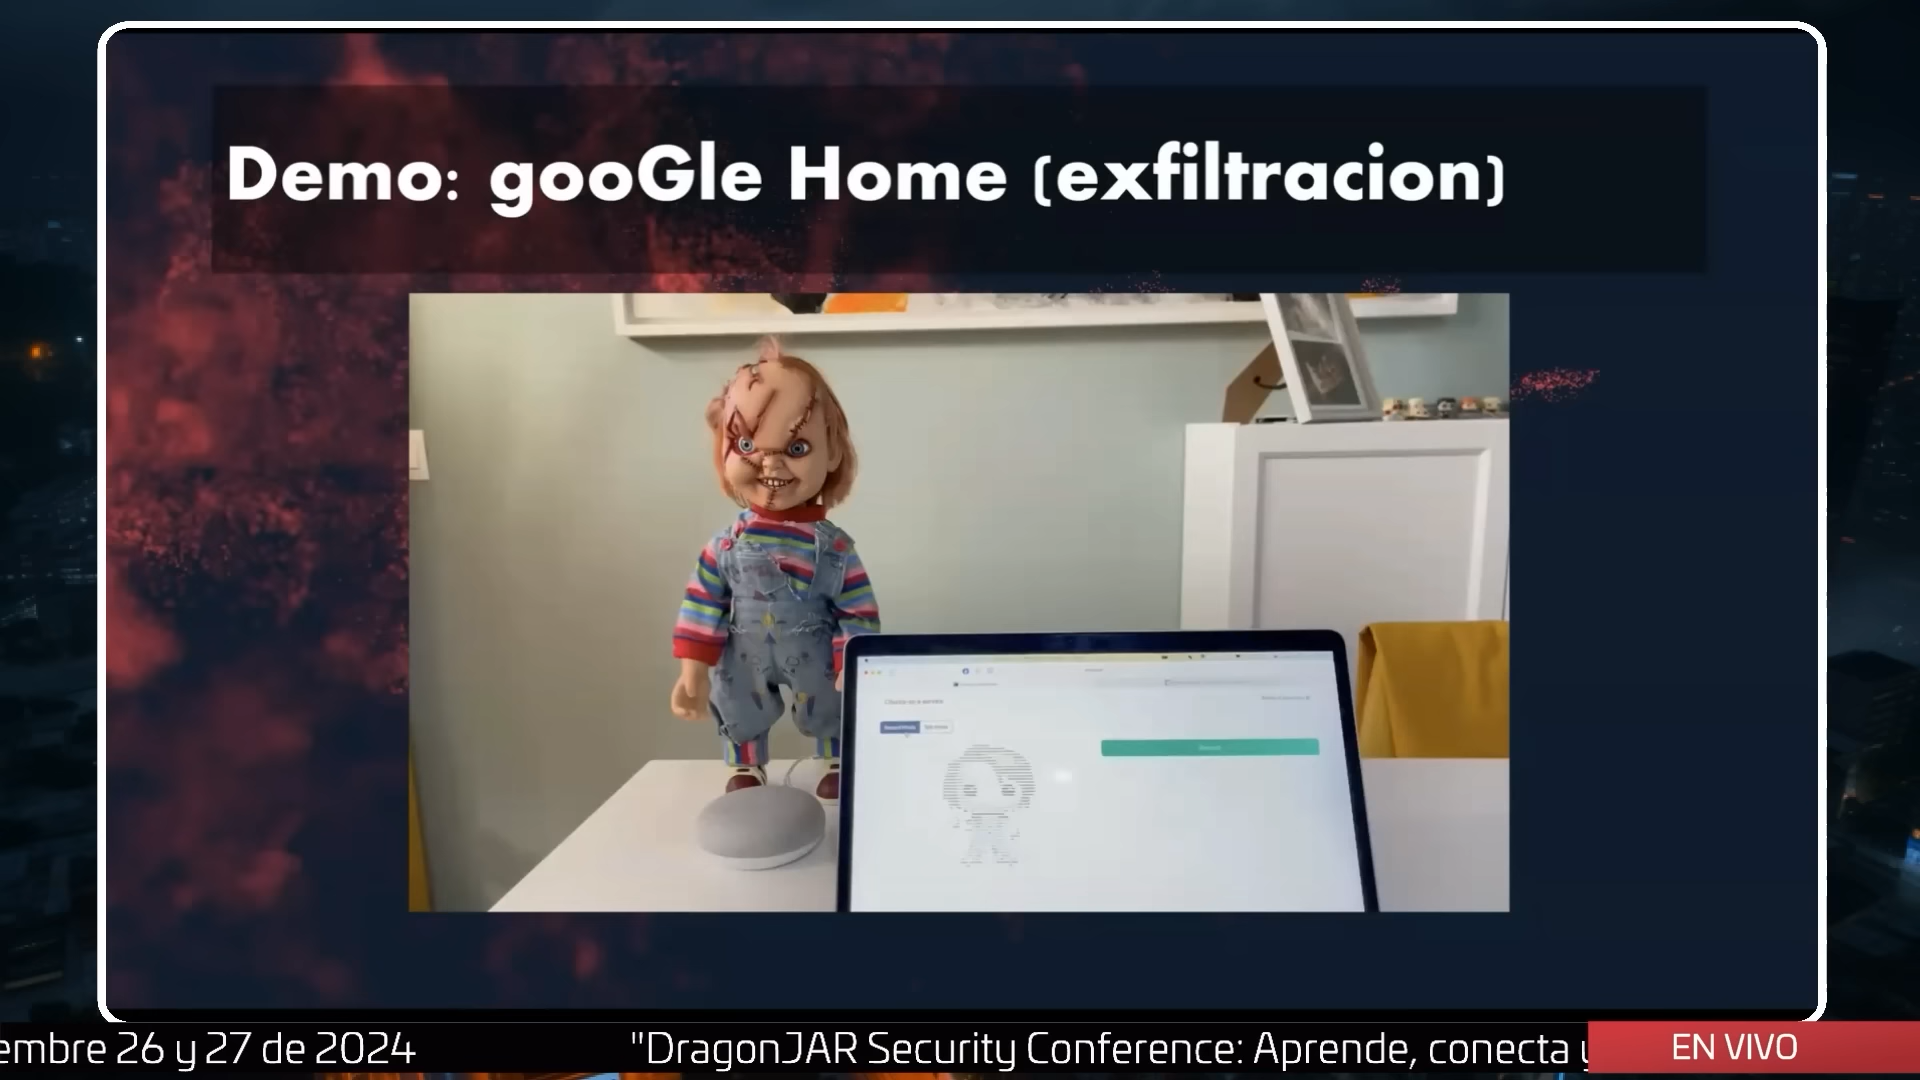 Demo: gooGle Home (exfiltracion)
embre 26 y 27 de 2024
"DragonJAR Security Conference: Aprende, conecta y
EN VIVO